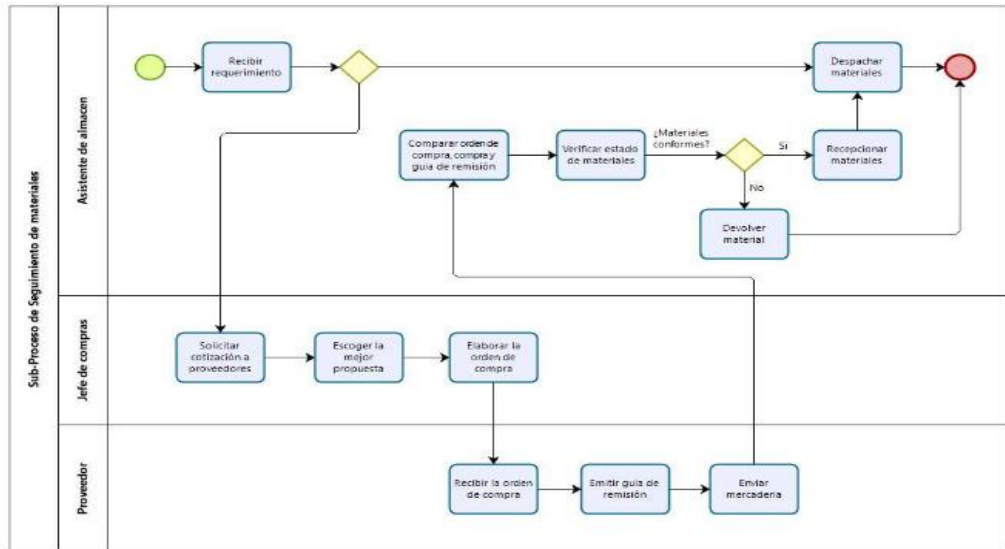 Sub-Proceso de Seguimiento de materiales
Asistente de almacen
Recibir
requerimiento
Despachar
materiales
Comparar orden de
compra, compra y
guia de remisión
Verificar estado
de materiales
¿Materiales
conformes?
Si
Recepcionar
materiales
No
Devolver
material
Jefe de compras
Solicitar
cotización a
proveedores
Escoger la
mejor
propuesta
Elaborar la
orden de
compra
Proveedor
Recibir la orden
de compra
Emitir guia de
remisión
Enviar
mercaderia